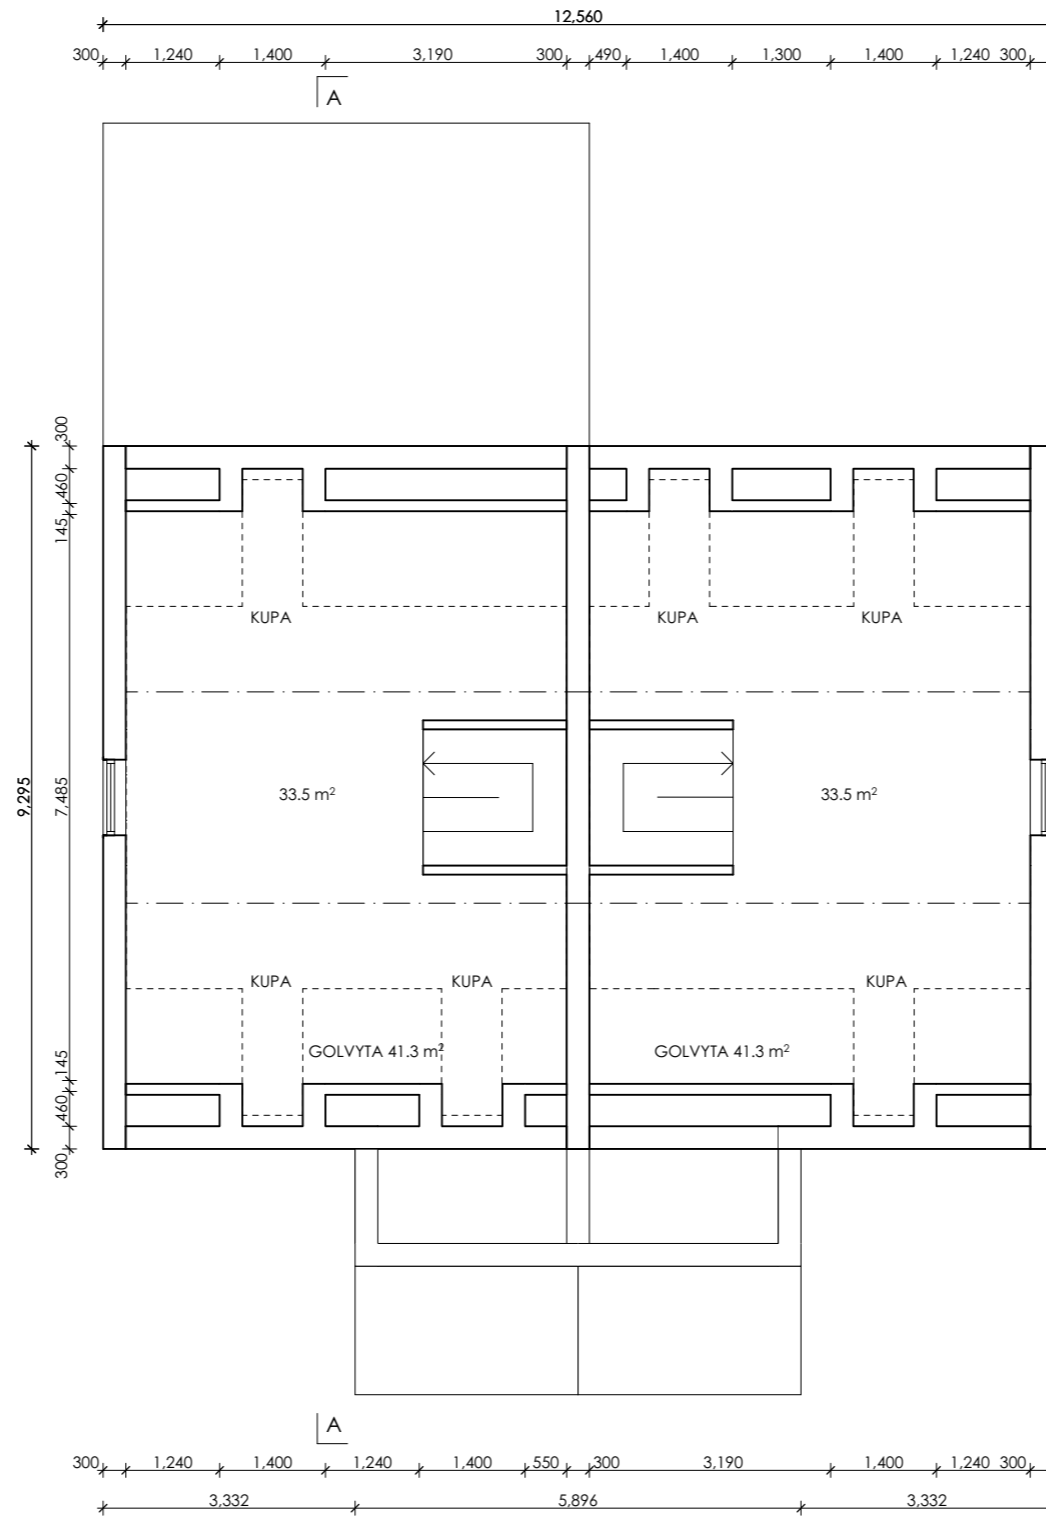 12,560
300 1,240 1,400 3,190 300 490 1,400 1,300 1,400 1,240 300
A
300
460
145
KUPA KUPA KUPA
9,295
7,485
33.5 m² 33.5 m²
KUPA KUPA KUPA
GOLVYTA 41.3 m² GOLVYTA 41.3 m²
145
460
300
A
300 1,240 1,400 1,240 1,400 550 300 3,190 1,400 1,240 300
3,332 5,896 3,332